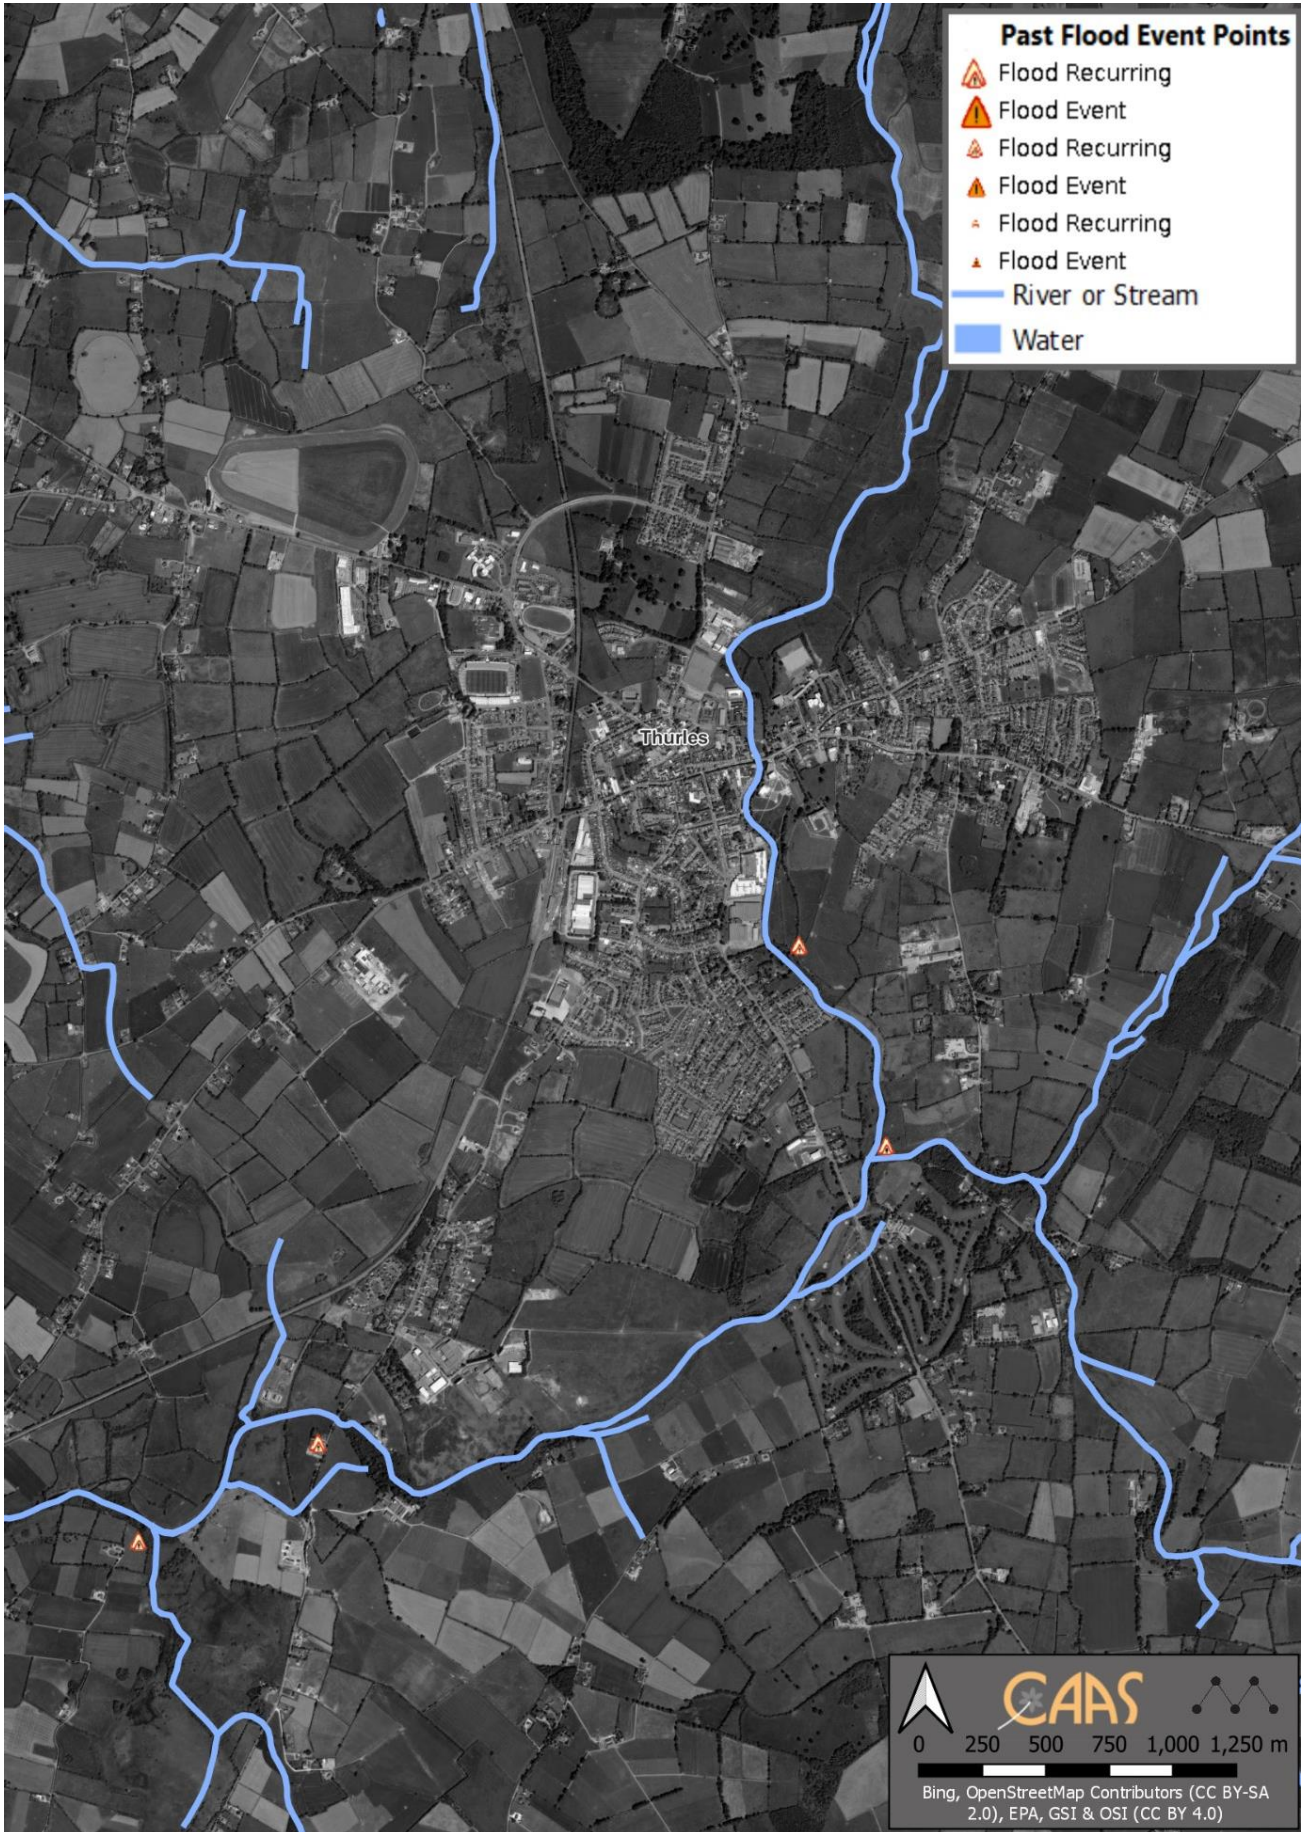 Past Flood Event Points
Flood Recurring
Flood Event
Flood Recurring
Flood Event
Flood Recurring
Flood Event
River or Stream
Water
Thurles
CAAS
0 250 500 750 1,000 1,250 m
Bing, OpenStreetMap Contributors (CC BY-SA
2.0), EPA, GSI & OSI (CC BY 4.0)